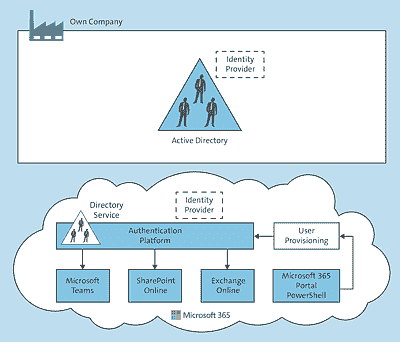 Own Company
Identity
Provider
Active Directory
Directory
Service
Identity
Provider
Authentication
Platform
User
Provisioning
Microsoft
Teams
SharePoint
Online
Exchange
Online
Microsoft 365
Portal
PowerShell
Microsoft 365